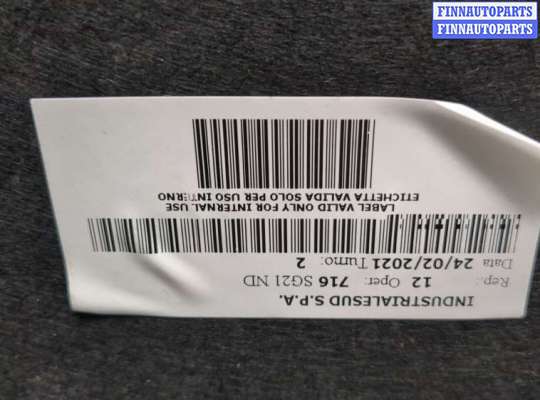 FINNAUTOPARTS
FINNAUTOPARTS
INDUSTRIALESUD S.P.A.
Rep.: 12 Oper: 716 SG21 ND
Data 24/02/2021 Turno: 2
LABEL VALID ONLY FOR INTERNAL USE
ETICHETTA VALIDA SOLO PER USO INTERNO